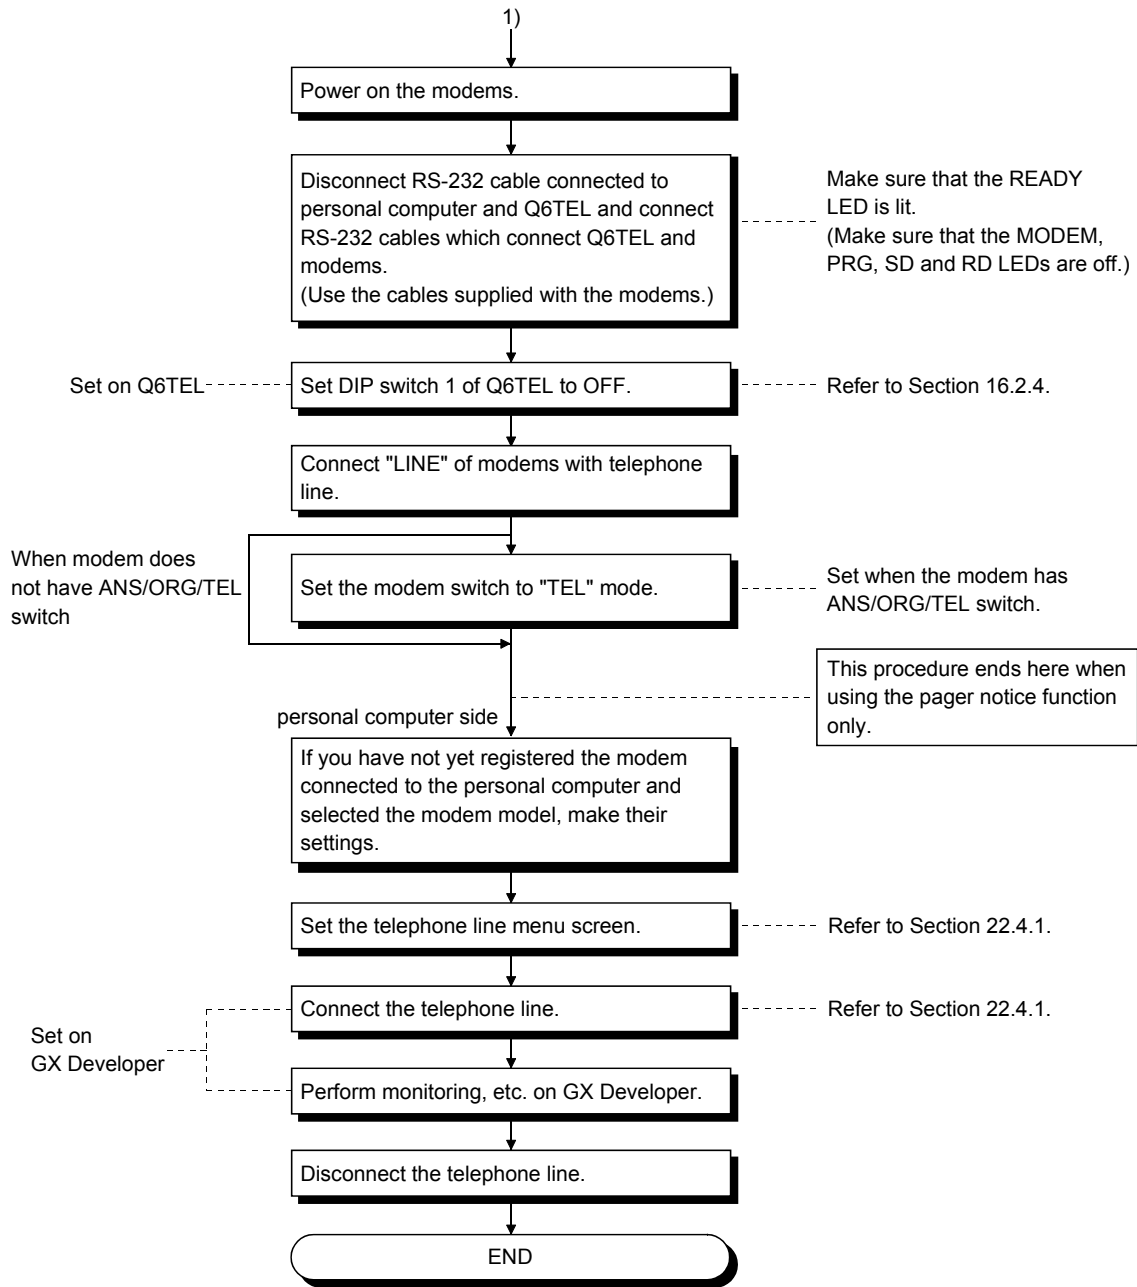 1)
Power on the modems.
Disconnect RS-232 cable connected to
personal computer and Q6TEL and connect
RS-232 cables which connect Q6TEL and
modems.
(Use the cables supplied with the modems.)
Make sure that the READY
LED is lit.
(Make sure that the MODEM,
PRG, SD and RD LEDs are off.)
Set on Q6TEL
Set DIP switch 1 of Q6TEL to OFF.
Refer to Section 16.2.4.
Connect "LINE" of modems with telephone
line.
When modem does
not have ANS/ORG/TEL
switch
Set the modem switch to "TEL" mode.
Set when the modem has
ANS/ORG/TEL switch.
This procedure ends here when
using the pager notice function
only.
personal computer side
If you have not yet registered the modem
connected to the personal computer and
selected the modem model, make their
settings.
Set the telephone line menu screen.
Refer to Section 22.4.1.
Connect the telephone line.
Refer to Section 22.4.1.
Set on
GX Developer
Perform monitoring, etc. on GX Developer.
Disconnect the telephone line.
END